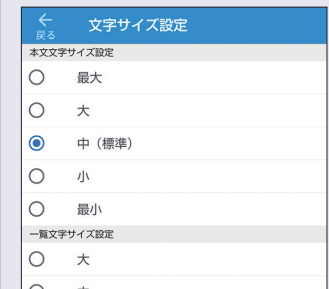 文字サイズ設定
戻る
本文文字サイズ設定
最大
大
中（標準）
小
最小
一覧文字サイズ設定
大